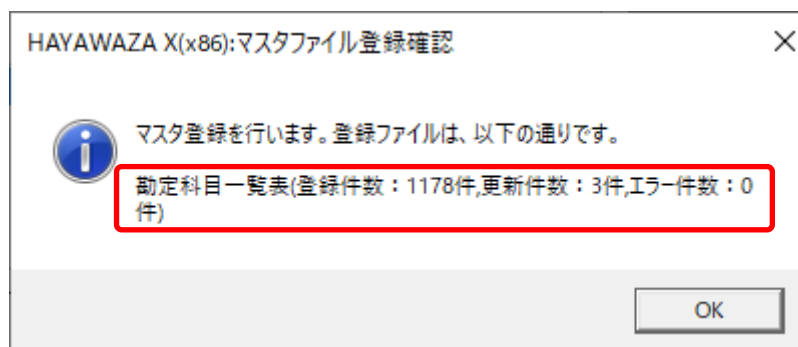 HAYAWAZA X(x86):マスタファイル登録確認
マスタ登録を行います。登録ファイルは、以下の通りです。
勘定科目一覧表(登録件数：1178件,更新件数：3件,エラー件数：0
件)
OK